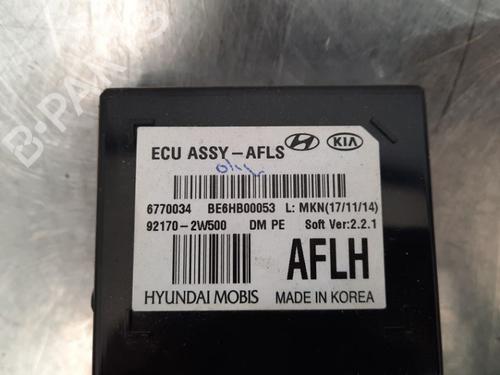 ECU ASSY-AFLS
HYUNDAI KIA
6770034 BE6HB00053 L: MKN(17/11/14)
92170-2W500 DM PE Soft Ver:2.2.1
AFLH
HYUNDAI MOBIS MADE IN KOREA
B-PARTS